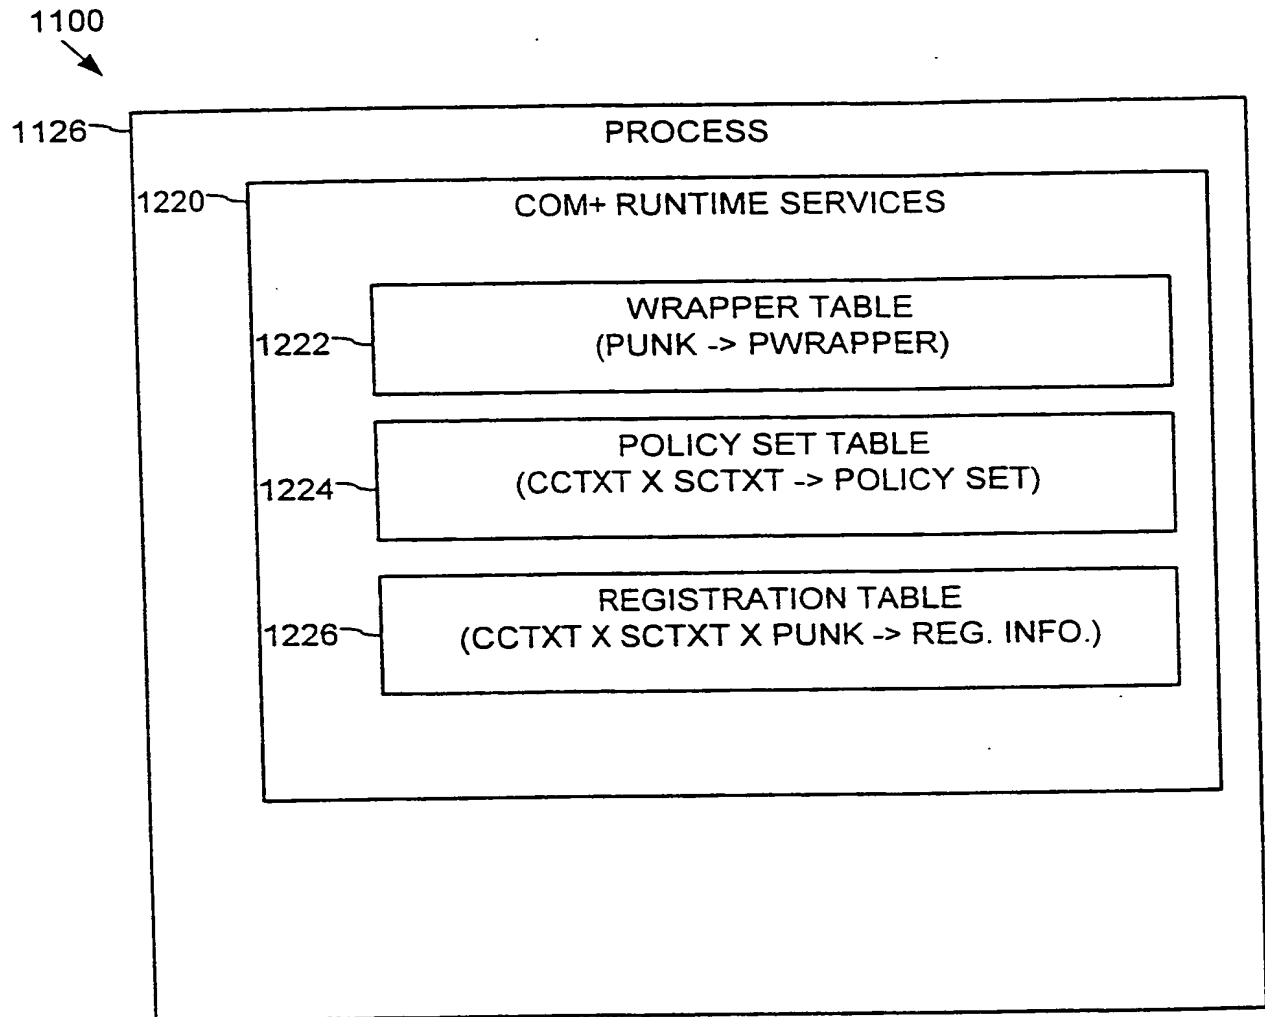 1100
1126
PROCESS
1220
COM+ RUNTIME SERVICES
1222
WRAPPER TABLE
(PUNK -> PWRAPPER)
1224
POLICY SET TABLE
(CCTXT X SCTXT -> POLICY SET)
1226
REGISTRATION TABLE
(CCTXT X SCTXT X PUNK -> REG. INFO.)